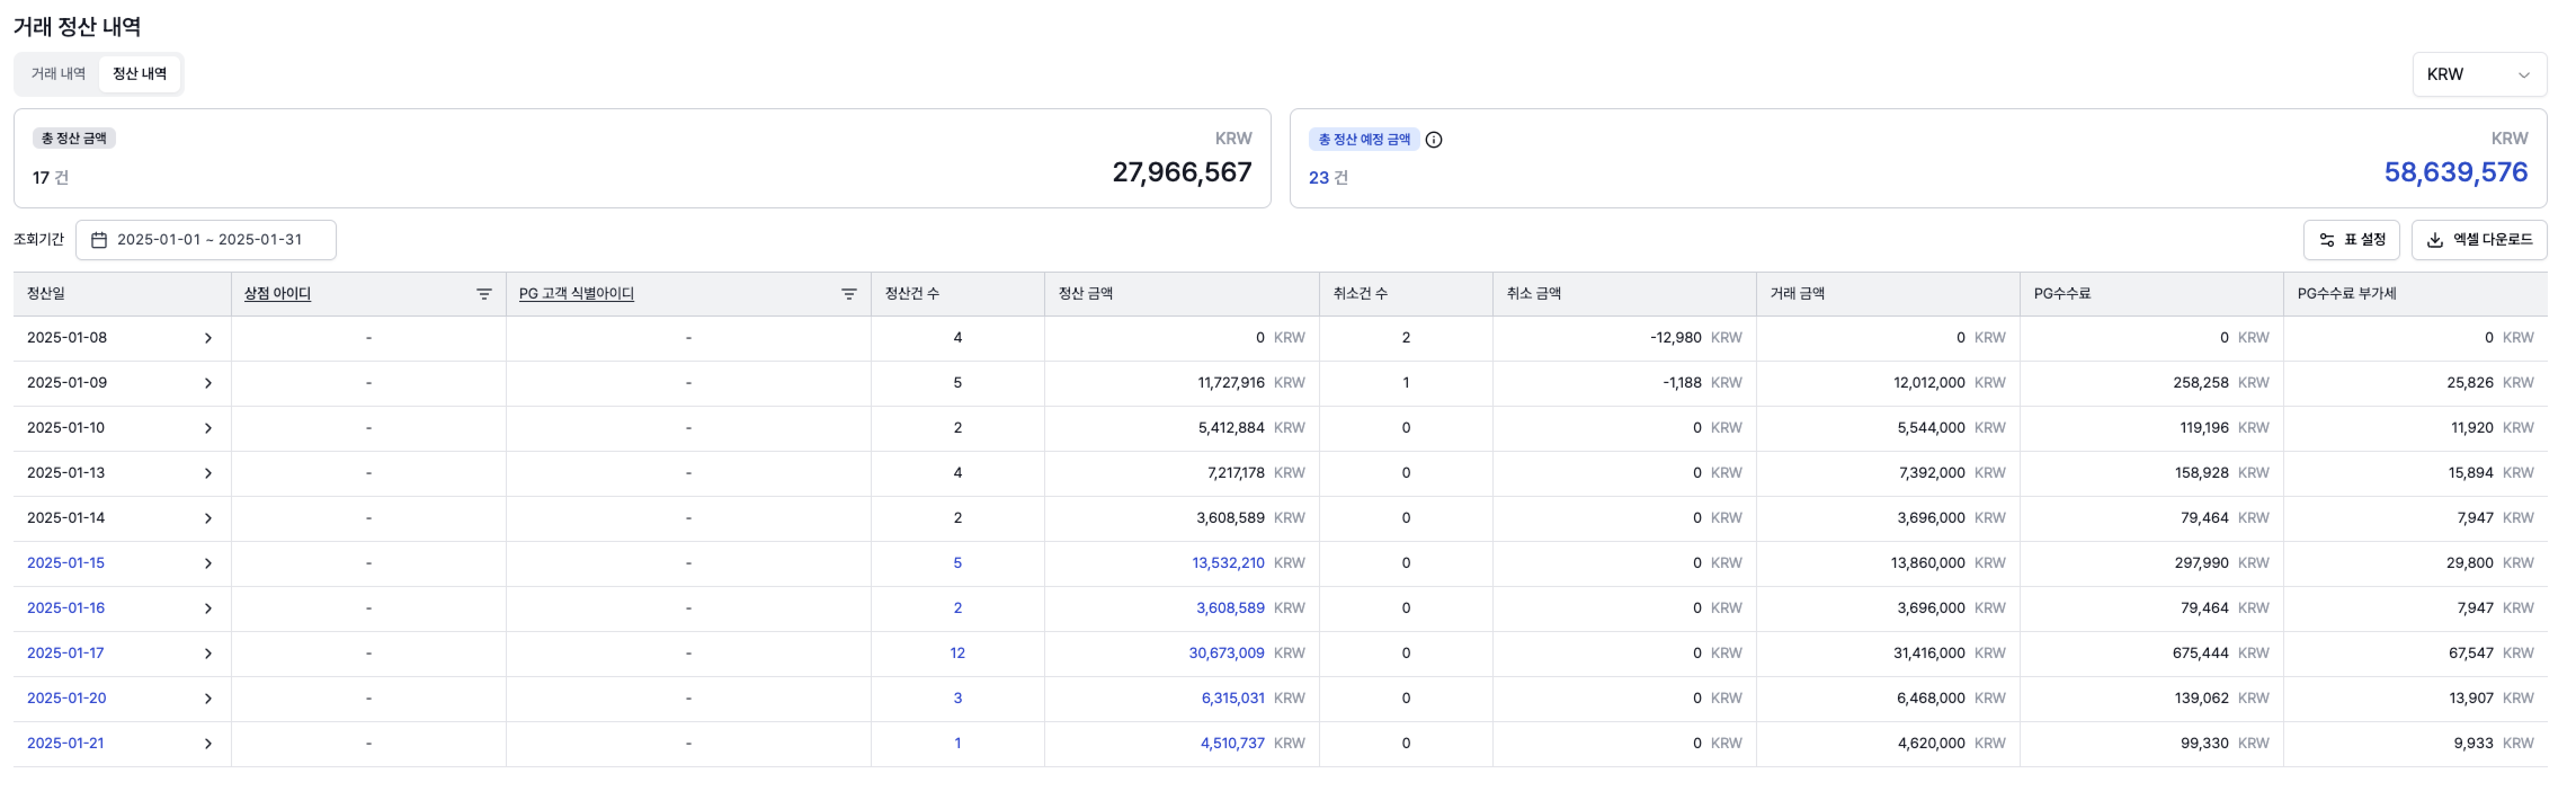 거래 정산 내역
거래 내역 정산 내역 KRW
총 정산 금액 KRW
17 건 27,966,567
총 정산 예정 금액 KRW
23 건 58,639,576
조회기간 2025-01-01 ~ 2025-01-31 표 설정 엑셀 다운로드
정산일 상점 아이디 PG 고객 식별아이디 정산건 수 정산 금액 취소건 수 취소 금액 거래 금액 PG수수료 PG수수료 부가세
2025-01-08 - - 4 0 KRW 2 -12,980 KRW 0 KRW 0 KRW 0 KRW
2025-01-09 - - 5 11,727,916 KRW 1 -1,188 KRW 12,012,000 KRW 258,258 KRW 25,826 KRW
2025-01-10 - - 2 5,412,884 KRW 0 0 KRW 5,544,000 KRW 119,196 KRW 11,920 KRW
2025-01-13 - - 4 7,217,178 KRW 0 0 KRW 7,392,000 KRW 158,928 KRW 15,894 KRW
2025-01-14 - - 2 3,608,589 KRW 0 0 KRW 3,696,000 KRW 79,464 KRW 7,947 KRW
2025-01-15 - - 5 13,532,210 KRW 0 0 KRW 13,860,000 KRW 297,990 KRW 29,800 KRW
2025-01-16 - - 2 3,608,589 KRW 0 0 KRW 3,696,000 KRW 79,464 KRW 7,947 KRW
2025-01-17 - - 12 30,673,009 KRW 0 0 KRW 31,416,000 KRW 675,444 KRW 67,547 KRW
2025-01-20 - - 3 6,315,031 KRW 0 0 KRW 6,468,000 KRW 139,062 KRW 13,907 KRW
2025-01-21 - - 1 4,510,737 KRW 0 0 KRW 4,620,000 KRW 99,330 KRW 9,933 KRW